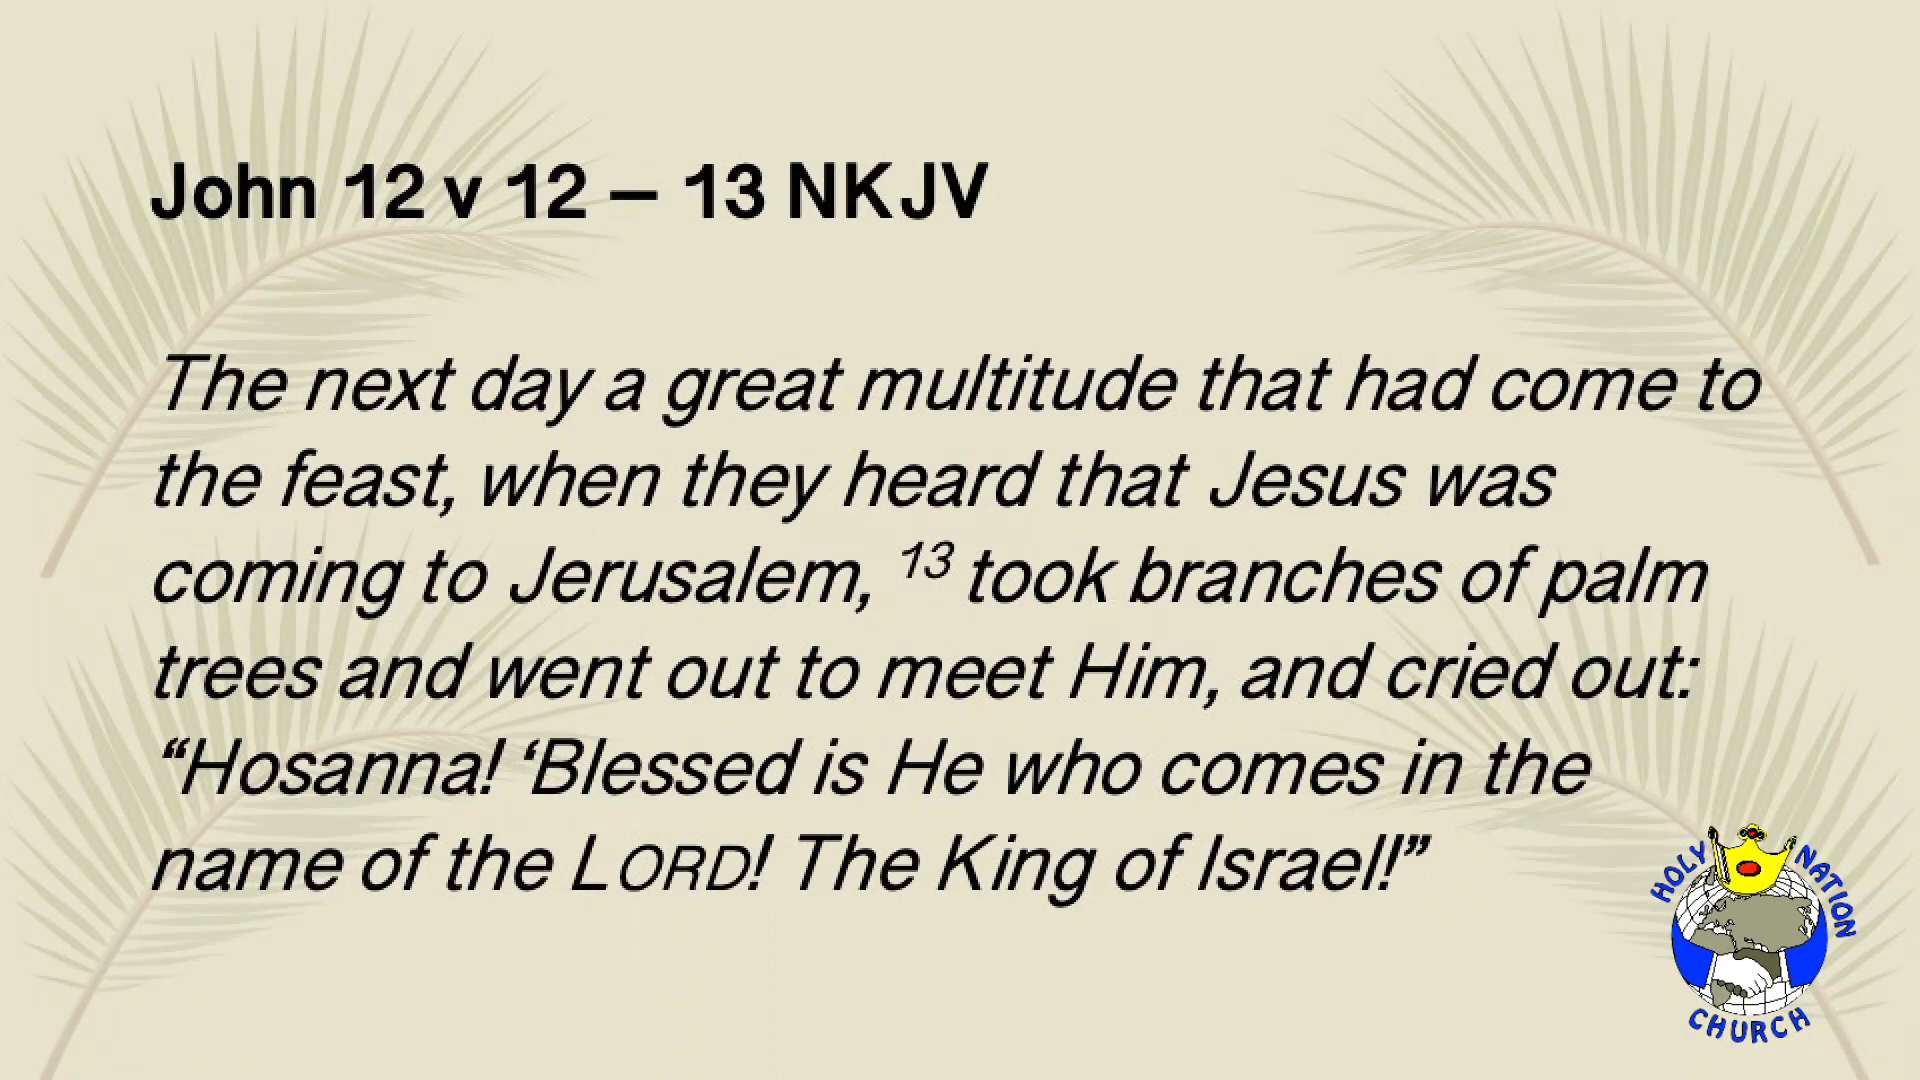 John 12 v 12 – 13 NKJV
The next day a great multitude that had come to
the feast, when they heard that Jesus was
coming to Jerusalem, 13 took branches of palm
trees and went out to meet Him, and cried out:
“Hosanna! ‘Blessed is He who comes in the
name of the LORD! The King of Israel!”
HOLY NATION
CHURCH